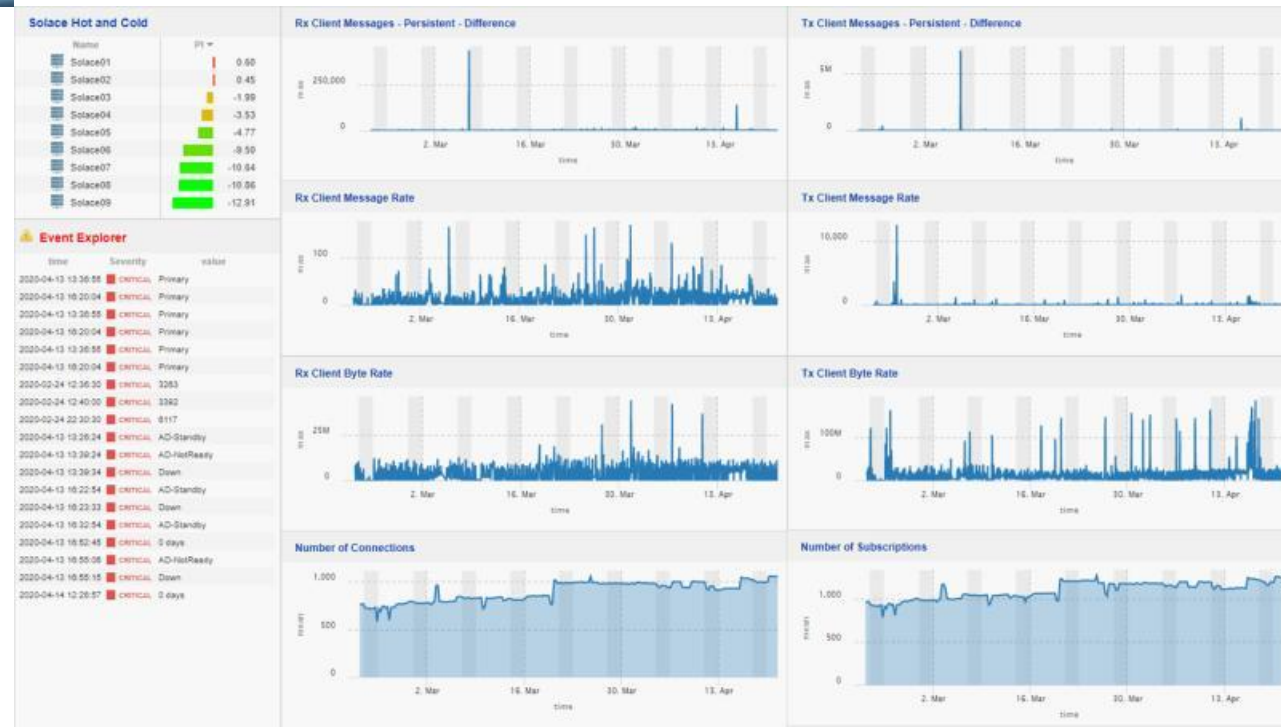 Solace Hot and Cold
Name PI
Solace01 0.60
Solace02 0.45
Solace03 -1.99
Solace04 -3.53
Solace05 -4.77
Solace06 -9.50
Solace07 -10.64
Solace08 -10.86
Solace09 -12.91
Event Explorer
time Severity value
2020-04-13 13:36:55 CRITICAL Primary
2020-04-13 16:20:04 CRITICAL Primary
2020-04-13 13:36:55 CRITICAL Primary
2020-04-13 16:20:04 CRITICAL Primary
2020-04-13 13:36:55 CRITICAL Primary
2020-04-13 16:20:04 CRITICAL Primary
2020-02-24 12:36:30 CRITICAL 3263
2020-02-24 12:40:00 CRITICAL 3392
2020-02-24 22:30:30 CRITICAL 6117
2020-04-13 13:26:24 CRITICAL AD-Standby
2020-04-13 13:39:24 CRITICAL AD-NotReady
2020-04-13 13:39:34 CRITICAL Down
2020-04-13 16:22:54 CRITICAL AD-Standby
2020-04-13 16:23:33 CRITICAL Down
2020-04-13 16:32:54 CRITICAL AD-Standby
2020-04-13 16:52:45 CRITICAL 0 days
2020-04-13 16:55:05 CRITICAL AD-NotReady
2020-04-13 16:55:15 CRITICAL Down
2020-04-14 12:26:57 CRITICAL 0 days
Rx Client Messages - Persistent - Difference
250,000
0
2. Mar 16. Mar 30. Mar 13. Apr
time
Tx Client Messages - Persistent - Difference
5M
0
2. Mar 16. Mar 30. Mar 13. Apr
time
Rx Client Message Rate
100
0
2. Mar 16. Mar 30. Mar 13. Apr
time
Tx Client Message Rate
10,000
0
2. Mar 16. Mar 30. Mar 13. Apr
time
Rx Client Byte Rate
25M
0
2. Mar 16. Mar 30. Mar 13. Apr
time
Tx Client Byte Rate
100M
0
2. Mar 16. Mar 30. Mar 13. Apr
time
Number of Connections
1,000
500
0
2. Mar 16. Mar 30. Mar 13. Apr
time
Number of Subscriptions
1,000
500
0
2. Mar 16. Mar 30. Mar 13. Apr
time